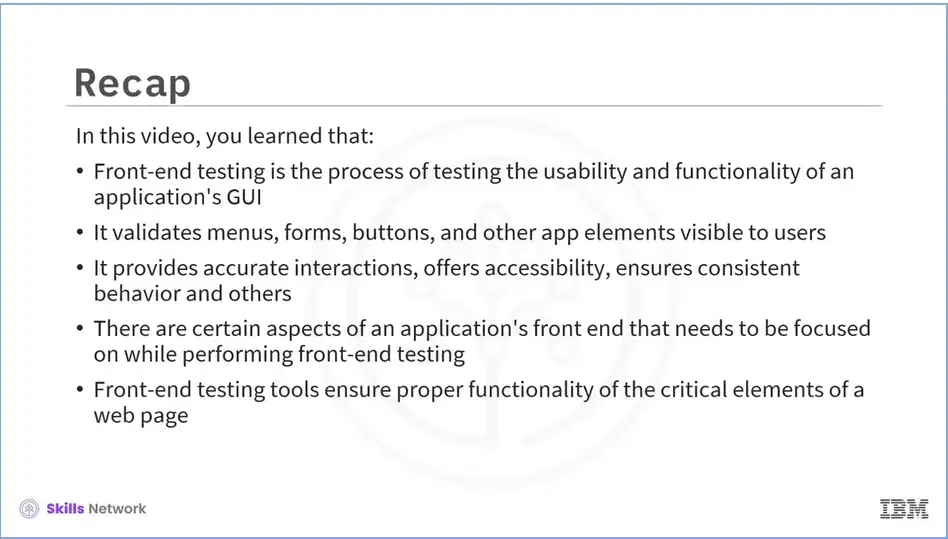 Recap
In this video, you learned that:
• Front-end testing is the process of testing the usability and functionality of an
application's GUI
• It validates menus, forms, buttons, and other app elements visible to users
• It provides accurate interactions, offers accessibility, ensures consistent
behavior and others
• There are certain aspects of an application's front end that needs to be focused
on while performing front-end testing
• Front-end testing tools ensure proper functionality of the critical elements of a
web page
Skills Network
IBM